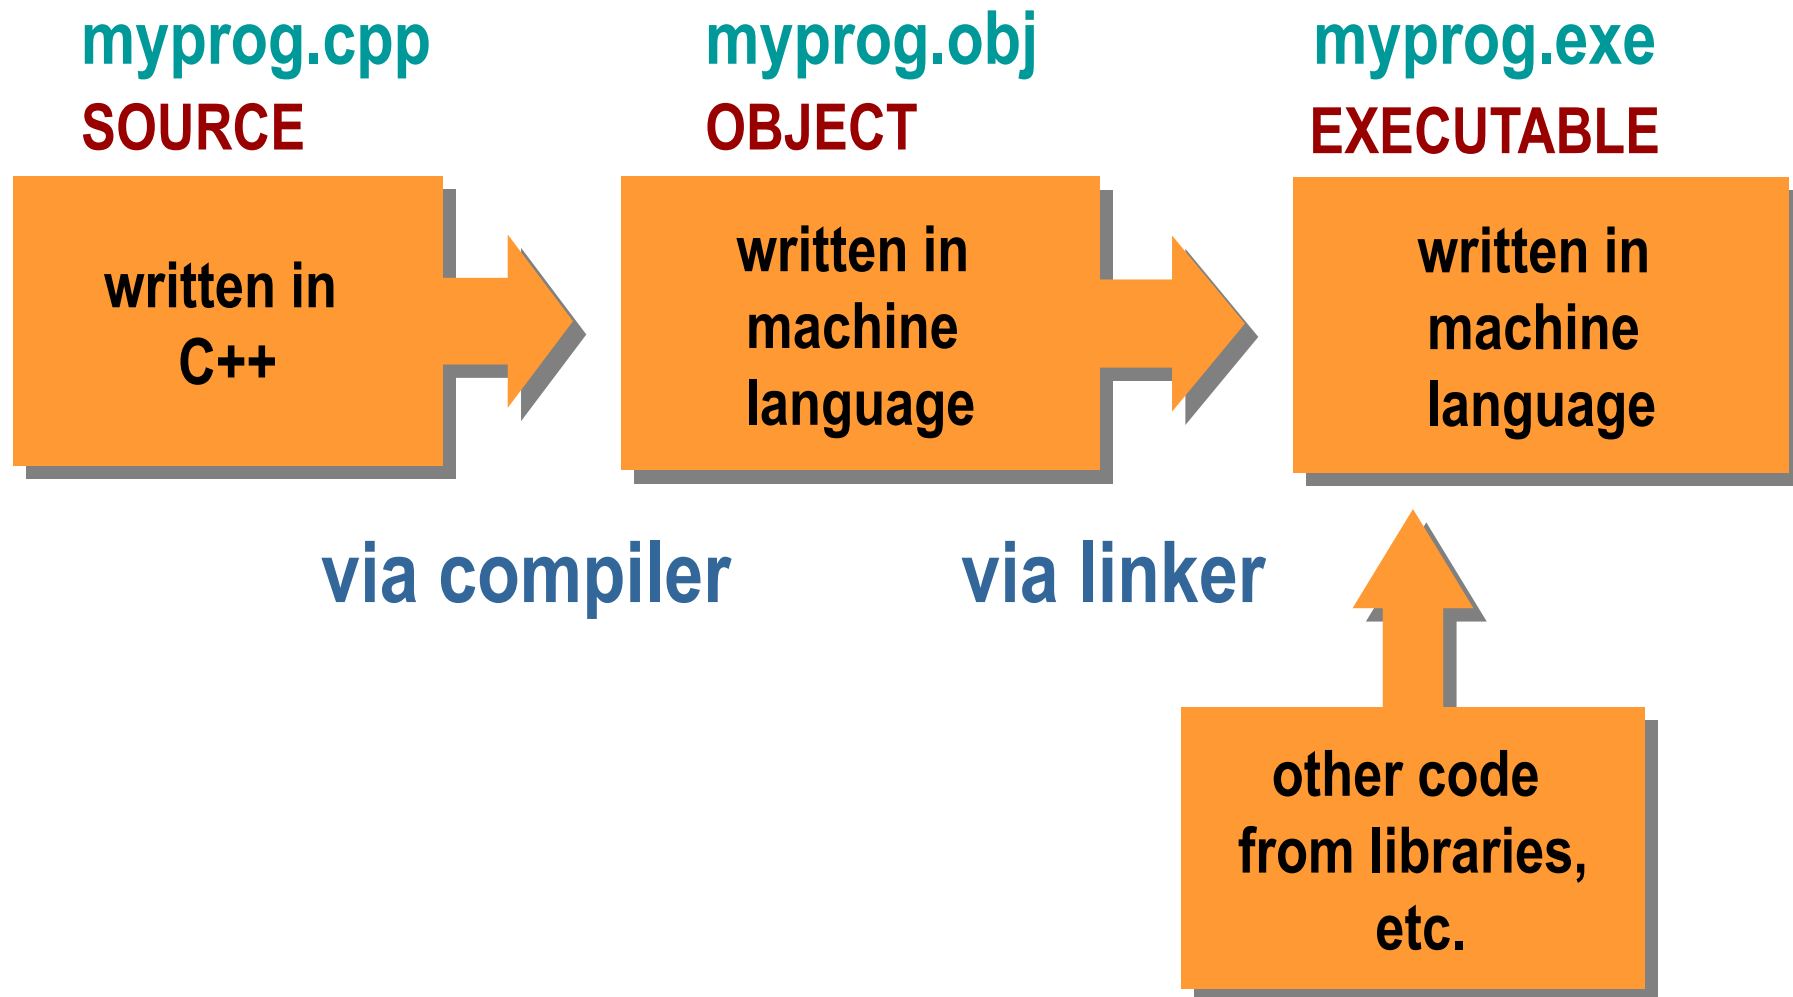 myprog.cpp
SOURCE
written in
C++
myprog.obj
OBJECT
written in
machine
language
myprog.exe
EXECUTABLE
written in
machine
language
via compiler
via linker
other code
from libraries,
etc.